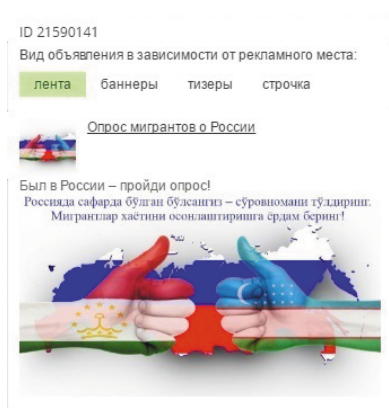 ID 21590141
Вид объявления в зависимости от рекламного места:
лента баннеры тизеры строчка
Опрос мигрантов о России
Был в России – пройди опрос!
Россияда сафарда бўлган бўлсангиз – сўровномани тўлдиринг.
Мигрантлар хаётини осонлаштиришга ёрдам беринг!